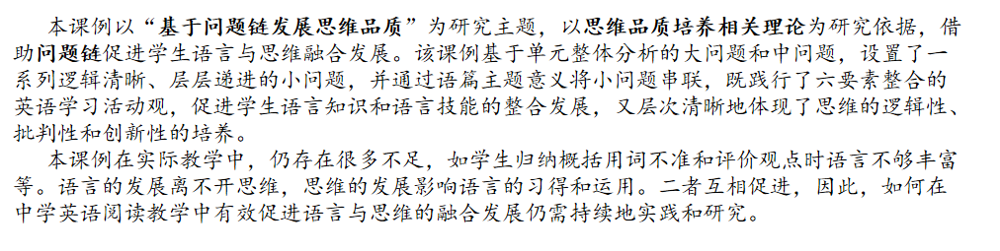 本课例以“基于问题链发展思维品质”为研究主题，以思维品质培养相关理论为研究依据，借
助问题链促进学生语言与思维融合发展。该课例基于单元整体分析的大问题和中问题，设置了一
系列逻辑清晰、层层递进的小问题，并通过语篇主题意义将小问题串联，既践行了六要素整合的
英语学习活动观，促进学生语言知识和语言技能的整合发展，又层次清晰地体现了思维的逻辑性、
批判性和创新性的培养。
本课例在实际教学中，仍存在很多不足，如学生归纳概括用词不准和评价观点时语言不够丰富
等。语言的发展离不开思维，思维的发展影响语言的习得和运用。二者互相促进，因此，如何在
中学英语阅读教学中有效促进语言与思维的融合发展仍需持续地实践和研究。